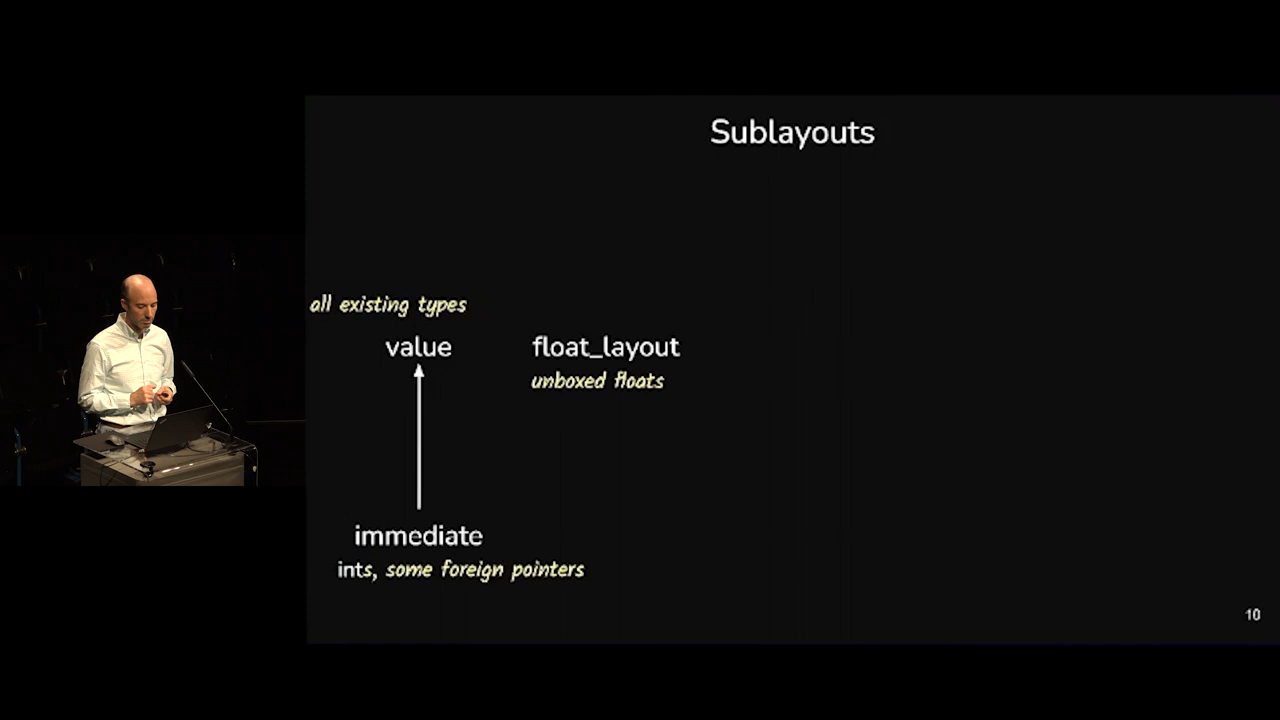 Sublayouts
all existing types
value
float_layout
unboxed floats
immediate
ints, some foreign pointers
10